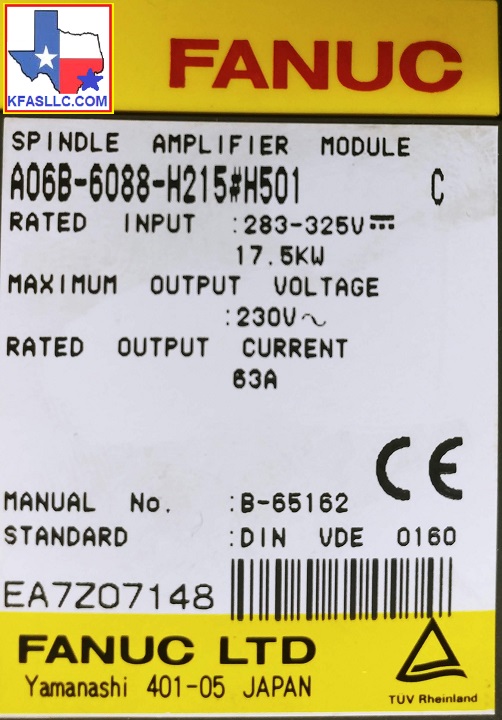 FANUC
KFASLLC.COM
SPINDLE AMPLIFIER MODULE
A06B-6088-H215#H501 C
RATED INPUT :283-325V⎓
17.5KW
MAXIMUM OUTPUT VOLTAGE
:230V～
RATED OUTPUT CURRENT
63A
CE
MANUAL No. :B-65162
STANDARD :DIN VDE 0160
EA7Z07148
FANUC LTD
Yamanashi 401-05 JAPAN
TÜV Rheinland